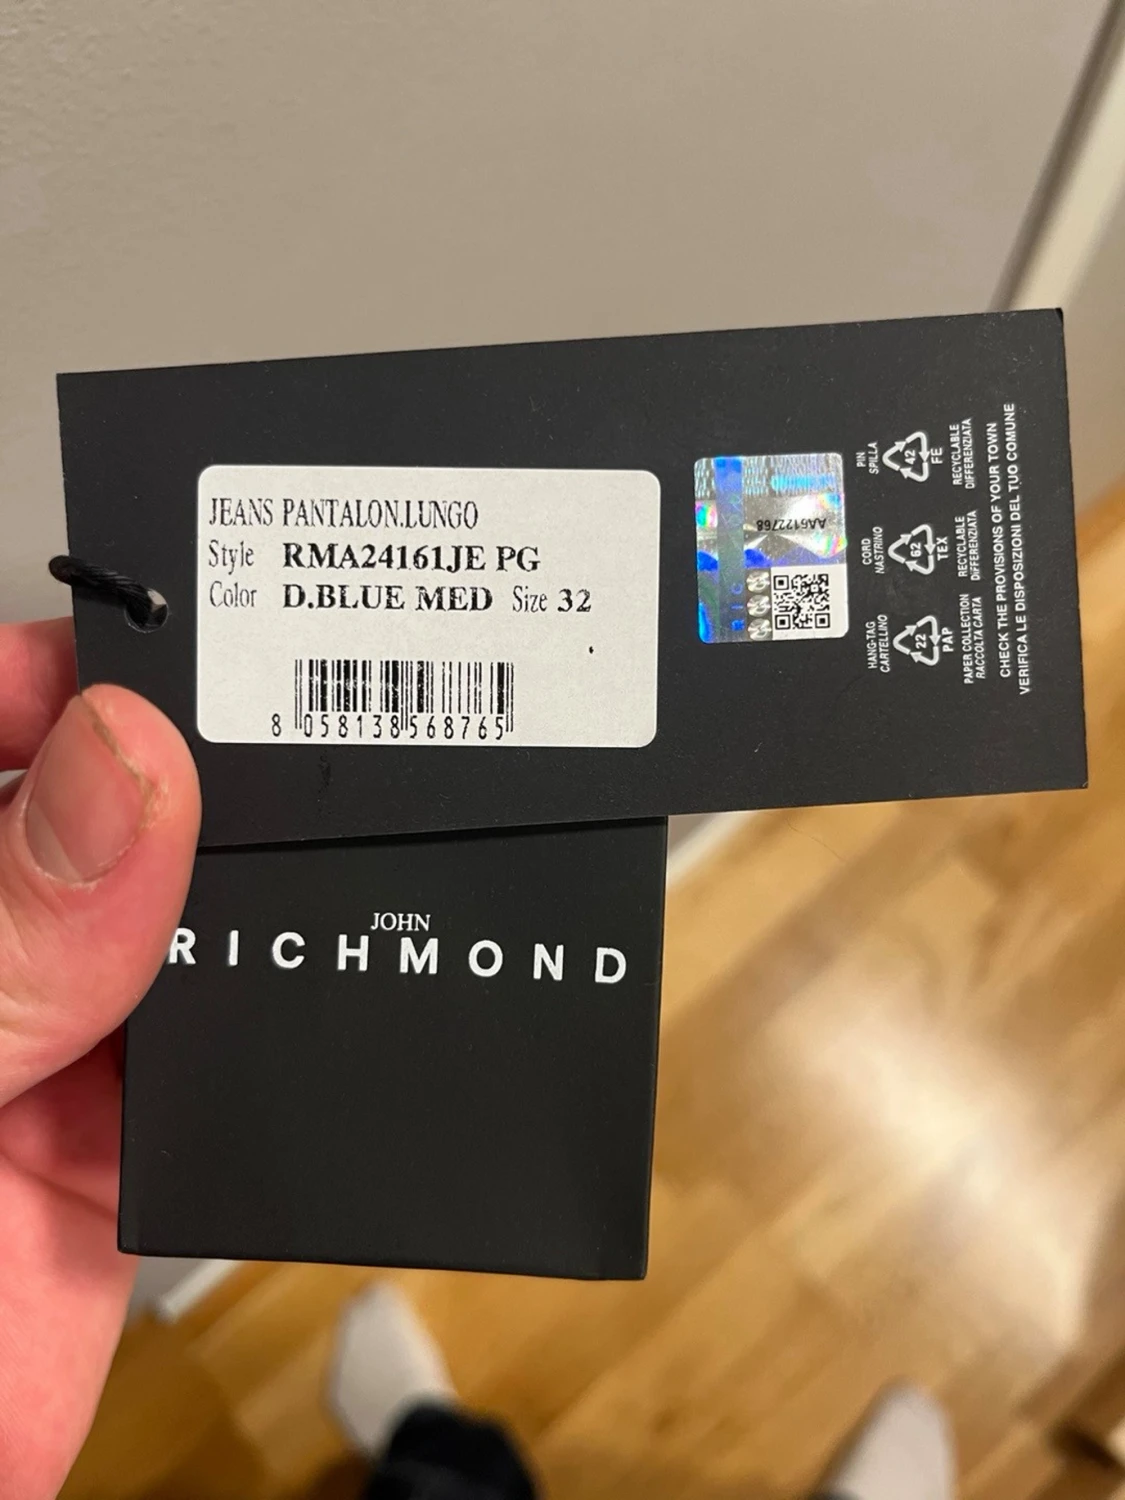 JEANS PANTALON.LUNGO
Style RMA24161JE PG
Color D.BLUE MED Size 32
8 058138 568765
AA6122768
RIC
PIN
SPILLA
42
FE
RECYCLABLE
DIFFERENZIATA
CORD
NASTRINO
62
TEX
RECYCLABLE
DIFFERENZIATA
HANG-TAG
CARTELLINO
22
PAP
PAPER COLLECTION
RACCOLTA CARTA
CHECK THE PROVISIONS OF YOUR TOWN
VERIFICA LE DISPOSIZIONI DEL TUO COMUNE
JOHN
RICHMOND